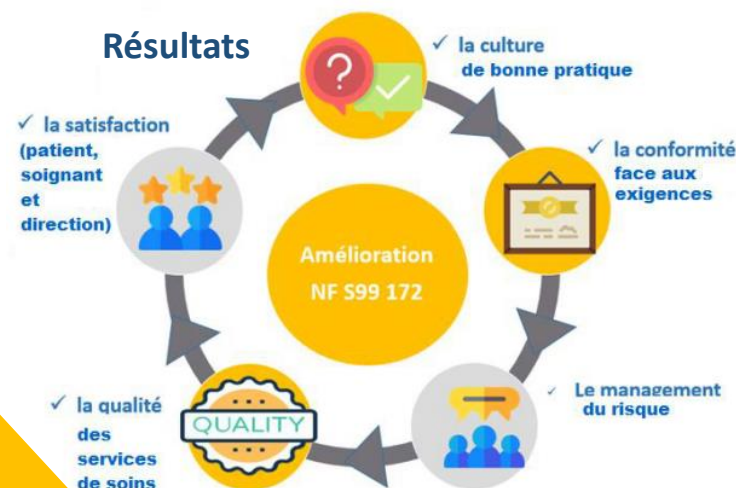 Résultats
✓ la culture
de bonne pratique
✓ la conformité
face aux
exigences
✓ Le management
du risque
✓ la qualité
des
services
de soins
QUALITY
✓ la satisfaction
(patient,
soignant
et
direction)
Amélioration
NF S99 172
?